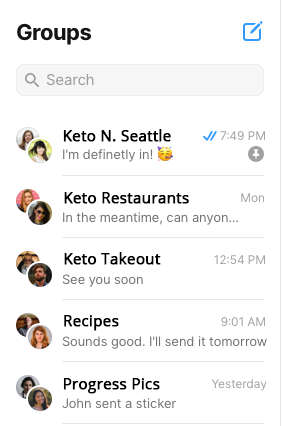 Groups
Search
Keto N. Seattle 7:49 PM
I'm definetly in! 🥳
Keto Restaurants Mon
In the meantime, can anyon...
Keto Takeout 12:54 PM
See you soon
Recipes 9:01 AM
Sounds good. I'll send it tomorrow
Progress Pics Yesterday
John sent a sticker